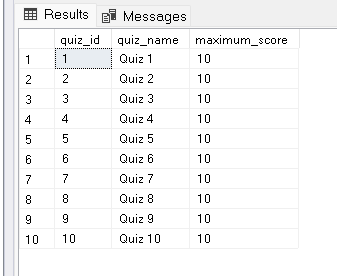 Results Messages
quiz_id quiz_name maximum_score
1 1 Quiz 1 10
2 2 Quiz 2 10
3 3 Quiz 3 10
4 4 Quiz 4 10
5 5 Quiz 5 10
6 6 Quiz 6 10
7 7 Quiz 7 10
8 8 Quiz 8 10
9 9 Quiz 9 10
10 10 Quiz 10 10